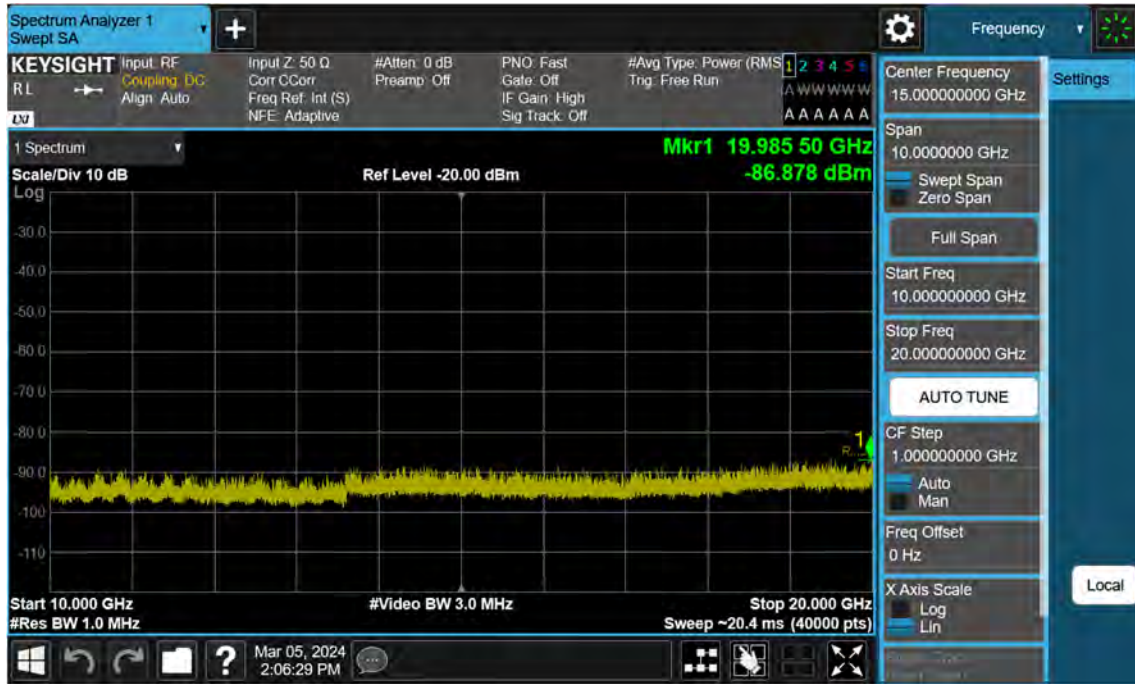 Spectrum Analyzer 1
Swept SA
Frequency
KEYSIGHT
R L
LXI
Input: RF
Coupling: DC
Align: Auto
Input Z: 50 Ω
Corr CCorr
Freq Ref: Int (S)
NFE: Adaptive
#Atten: 0 dB
Preamp: Off
PNO: Fast
Gate: Off
IF Gain: High
Sig Track: Off
#Avg Type: Power (RMS
Trig: Free Run
1 2 3 4 5 6
A W W W W W
A A A A A A
1 Spectrum
Mkr1 19.985 50 GHz
-86.878 dBm
Scale/Div 10 dB
Ref Level -20.00 dBm
Log
-30.0
-40.0
-50.0
-60.0
-70.0
-80.0
-90.0
-100
-110
1
Start 10.000 GHz
#Video BW 3.0 MHz
Stop 20.000 GHz
#Res BW 1.0 MHz
Sweep ~20.4 ms (40000 pts)
?
Mar 05, 2024
2:06:29 PM
Center Frequency
15.000000000 GHz
Settings
Span
10.0000000 GHz
Swept Span
Zero Span
Full Span
Start Freq
10.000000000 GHz
Stop Freq
20.000000000 GHz
AUTO TUNE
CF Step
1.000000000 GHz
Auto
Man
Freq Offset
0 Hz
X Axis Scale
Log
Lin
Local